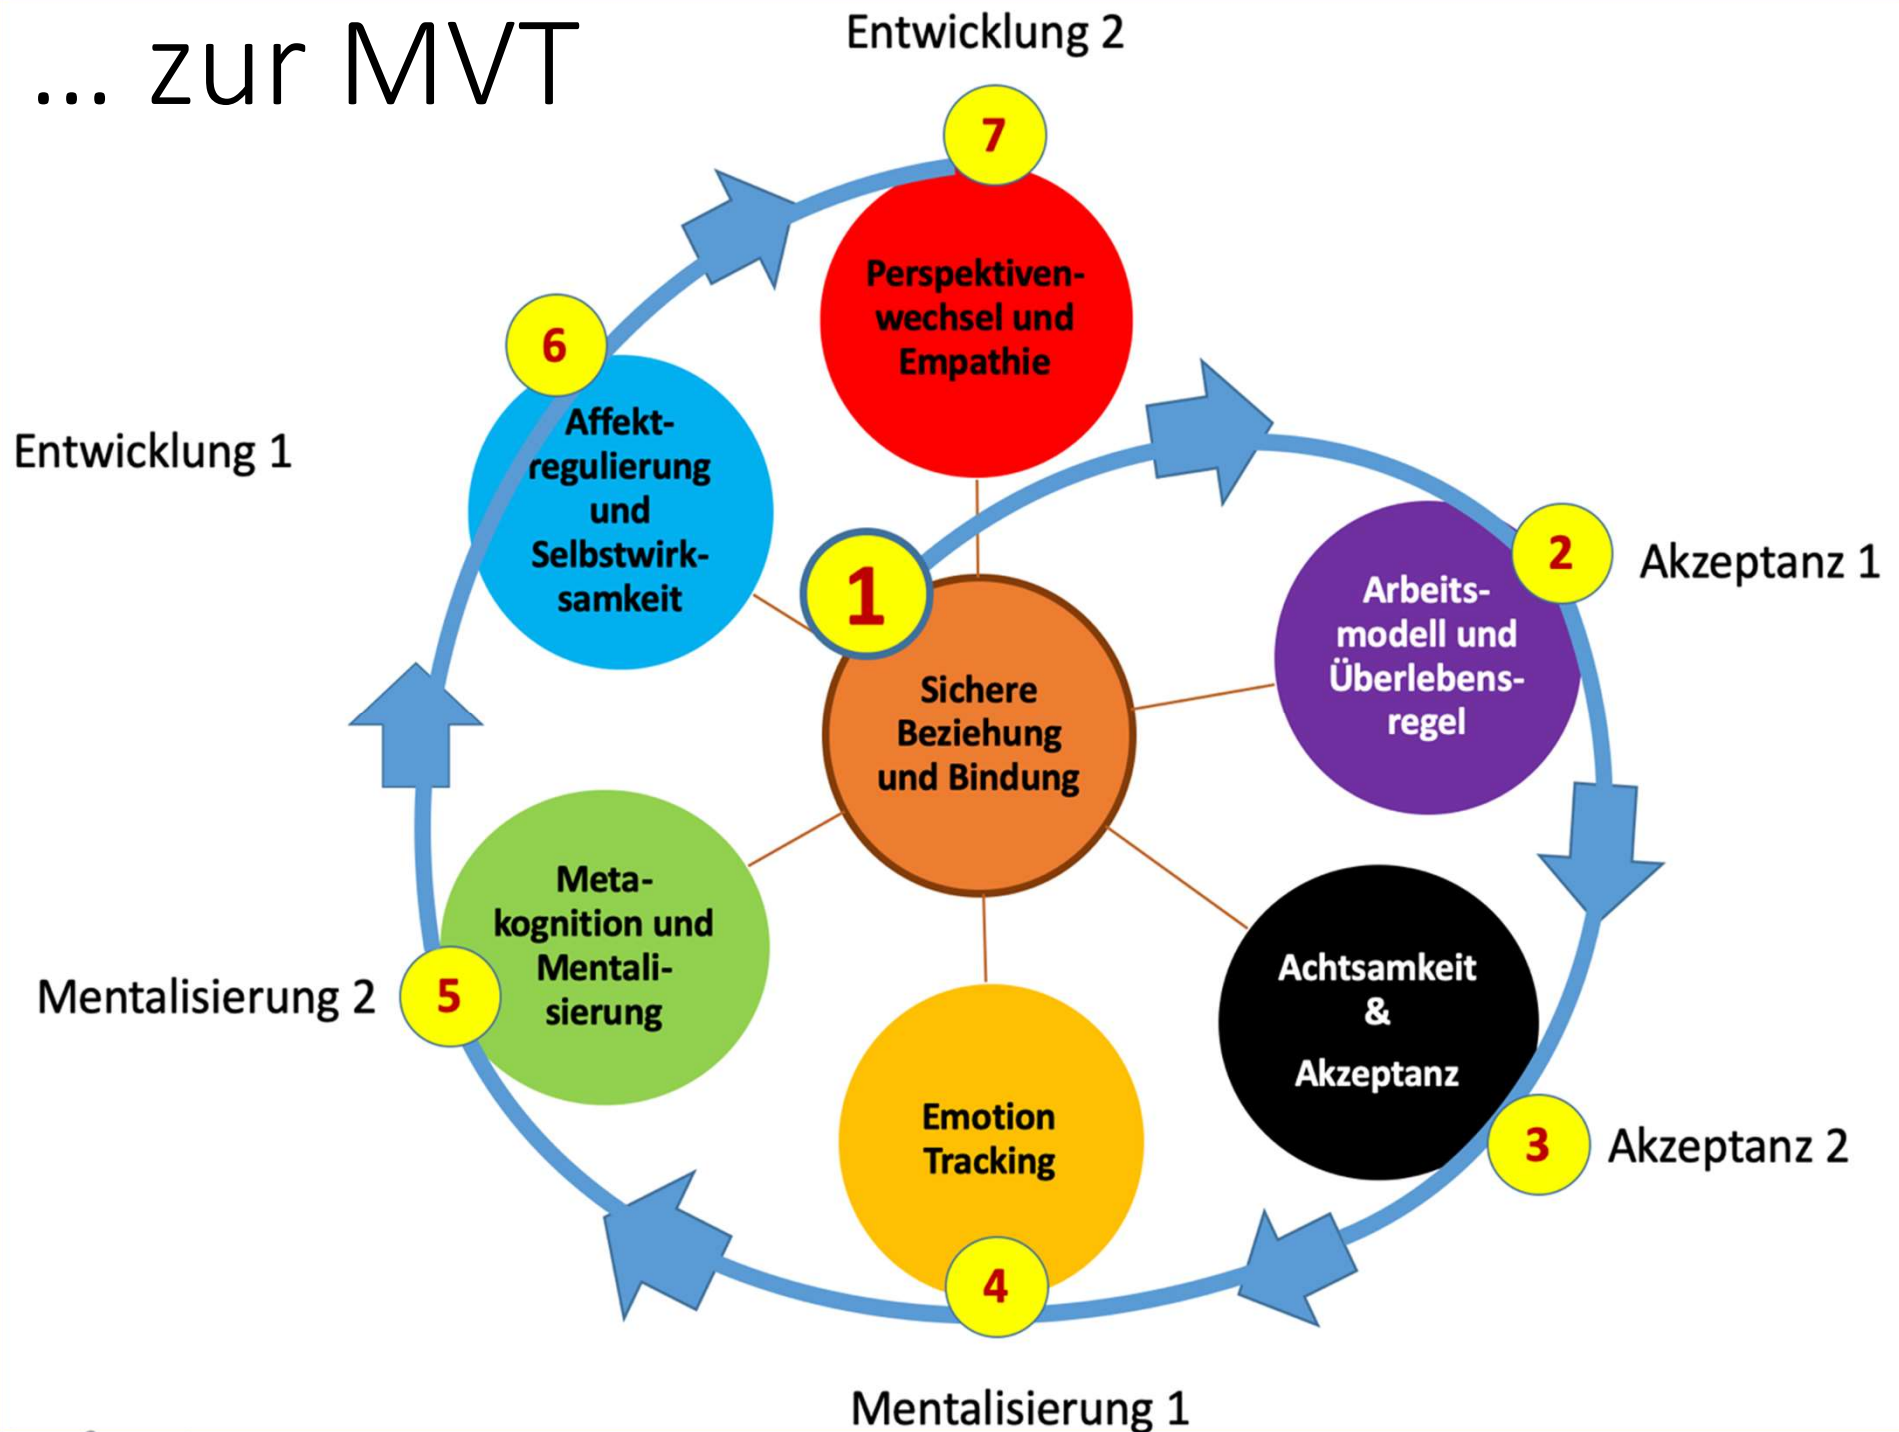 ... zur MVT
Entwicklung 2
7
Perspektiven-
wechsel und
Empathie
6
Entwicklung 1
Affekt-
regulierung
und
Selbstwirk-
samkeit
1
Sichere
Beziehung
und Bindung
2
Akzeptanz 1
Arbeits-
modell und
Überlebens-
regel
Achtsamkeit
&
Akzeptanz
3
Akzeptanz 2
Emotion
Tracking
4
Mentalisierung 1
Meta-
kognition und
Mentali-
sierung
5
Mentalisierung 2